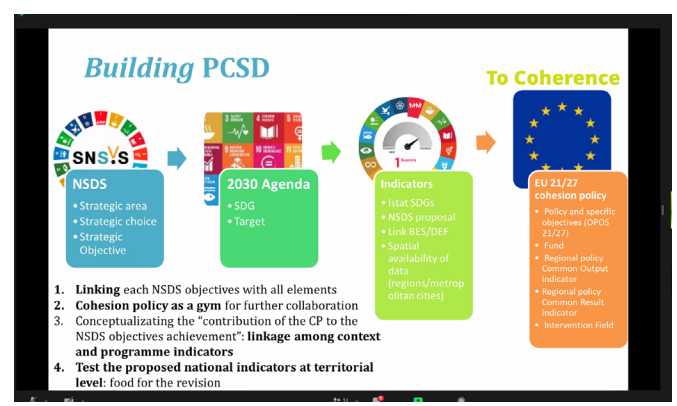 Building PCSD
To Coherence
SNSVS
NSDS
• Strategic area
• Strategic choice
• Strategic
Objective
2030 Agenda
• SDG
• Target
1
Indicators
• Istat SDGs
• NSDS proposal
• Link BES/DEF
• Spatial
availability of
data
(regions/metrop
olitan cities)
EU 21/27
cohesion policy
• Policy and specific
objectives (OPOS
21/27)
• Fund
• Regional policy
Common Output
indicator
• Regional policy
Common Result
Indicator
• Intervention Field
1. Linking each NSDS objectives with all elements
2. Cohesion policy as a gym for further collaboration
3. Conceptualizating the “contribution of the CP to the
NSDS objectives achievement”: linkage among context
and programme indicators
4. Test the proposed national indicators at territorial
level: food for the revision